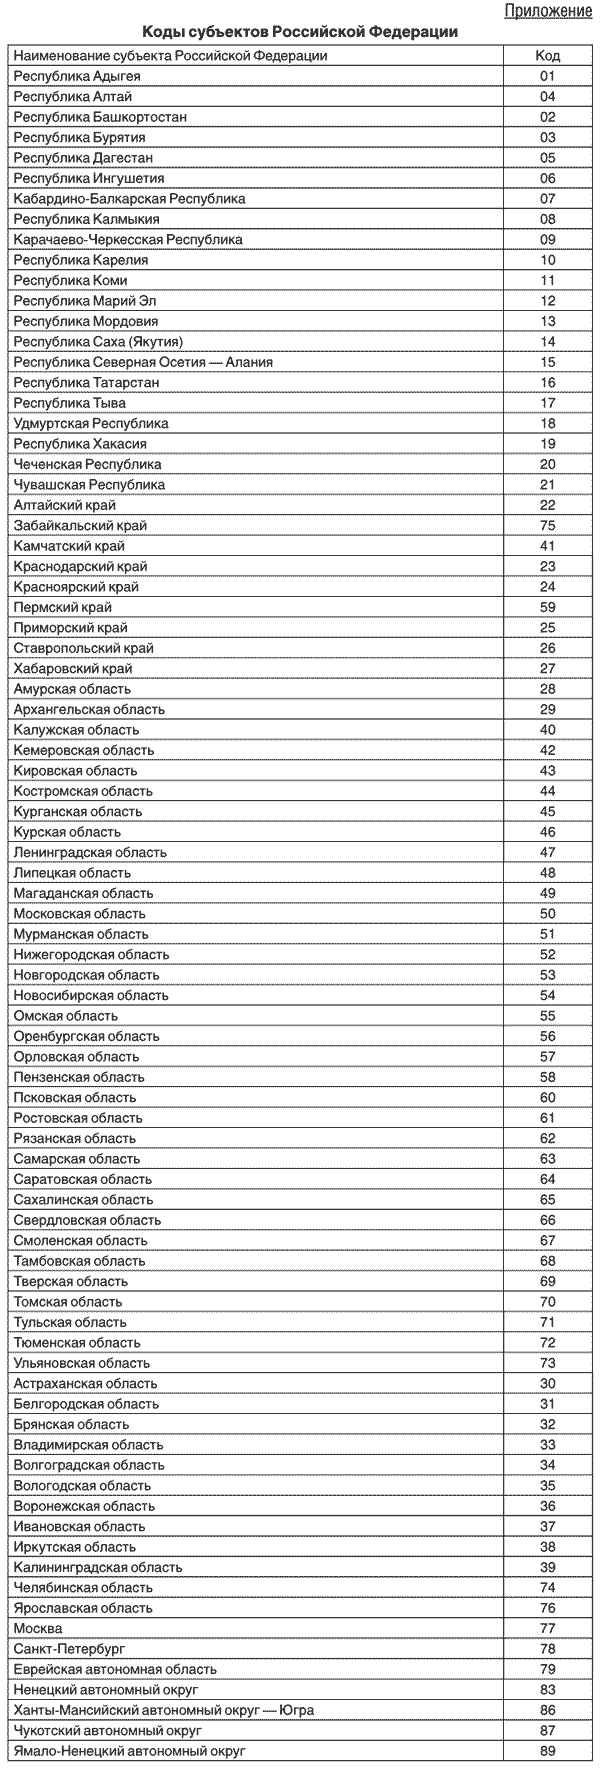 Приложение
Коды субъектов Российской Федерации
Наименование субъекта Российской Федерации Код
Республика Адыгея 01
Республика Алтай 04
Республика Башкортостан 02
Республика Бурятия 03
Республика Дагестан 05
Республика Ингушетия 06
Кабардино-Балкарская Республика 07
Республика Калмыкия 08
Карачаево-Черкесская Республика 09
Республика Карелия 10
Республика Коми 11
Республика Марий Эл 12
Республика Мордовия 13
Республика Саха (Якутия) 14
Республика Северная Осетия — Алания 15
Республика Татарстан 16
Республика Тыва 17
Удмуртская Республика 18
Республика Хакасия 19
Чеченская Республика 20
Чувашская Республика 21
Алтайский край 22
Забайкальский край 75
Камчатский край 41
Краснодарский край 23
Красноярский край 24
Пермский край 59
Приморский край 25
Ставропольский край 26
Хабаровский край 27
Амурская область 28
Архангельская область 29
Калужская область 40
Кемеровская область 42
Кировская область 43
Костромская область 44
Курганская область 45
Курская область 46
Ленинградская область 47
Липецкая область 48
Магаданская область 49
Московская область 50
Мурманская область 51
Нижегородская область 52
Новгородская область 53
Новосибирская область 54
Омская область 55
Оренбургская область 56
Орловская область 57
Пензенская область 58
Псковская область 60
Ростовская область 61
Рязанская область 62
Самарская область 63
Саратовская область 64
Сахалинская область 65
Свердловская область 66
Смоленская область 67
Тамбовская область 68
Тверская область 69
Томская область 70
Тульская область 71
Тюменская область 72
Ульяновская область 73
Астраханская область 30
Белгородская область 31
Брянская область 32
Владимирская область 33
Волгоградская область 34
Вологодская область 35
Воронежская область 36
Ивановская область 37
Иркутская область 38
Калининградская область 39
Челябинская область 74
Ярославская область 76
Москва 77
Санкт-Петербург 78
Еврейская автономная область 79
Ненецкий автономный округ 83
Ханты-Мансийский автономный округ — Югра 86
Чукотский автономный округ 87
Ямало-Ненецкий автономный округ 89